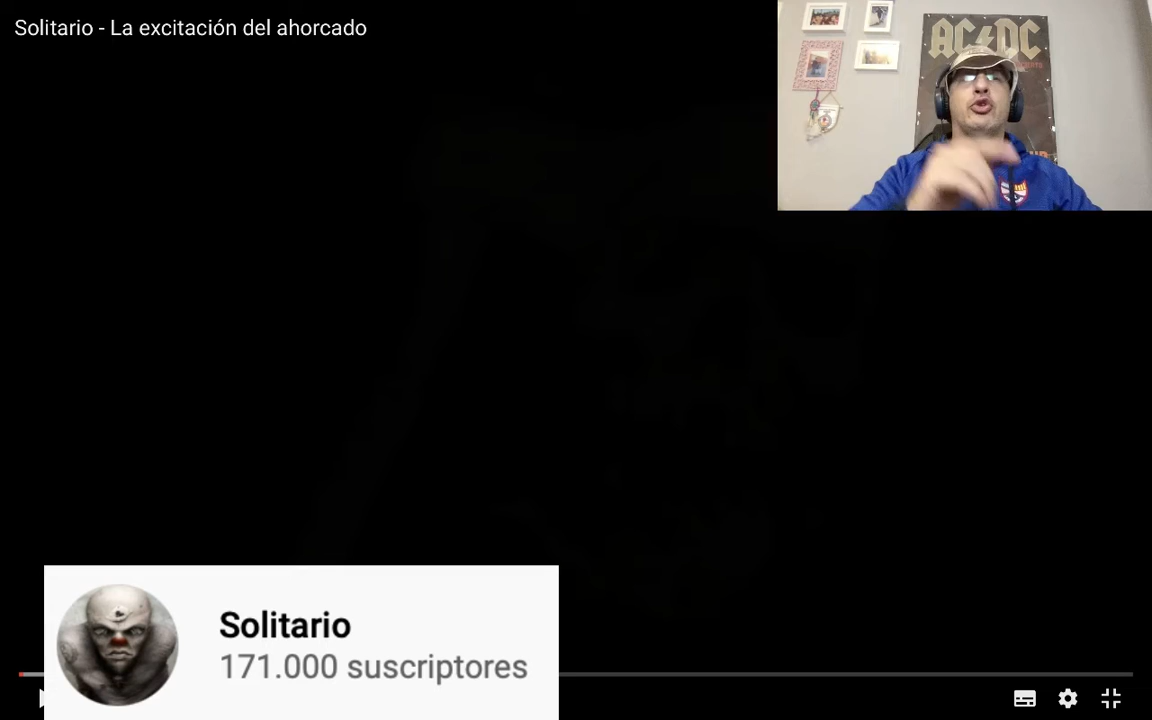 Solitario - La excitación del ahorcado
AC DC
Solitario
171.000 suscriptores